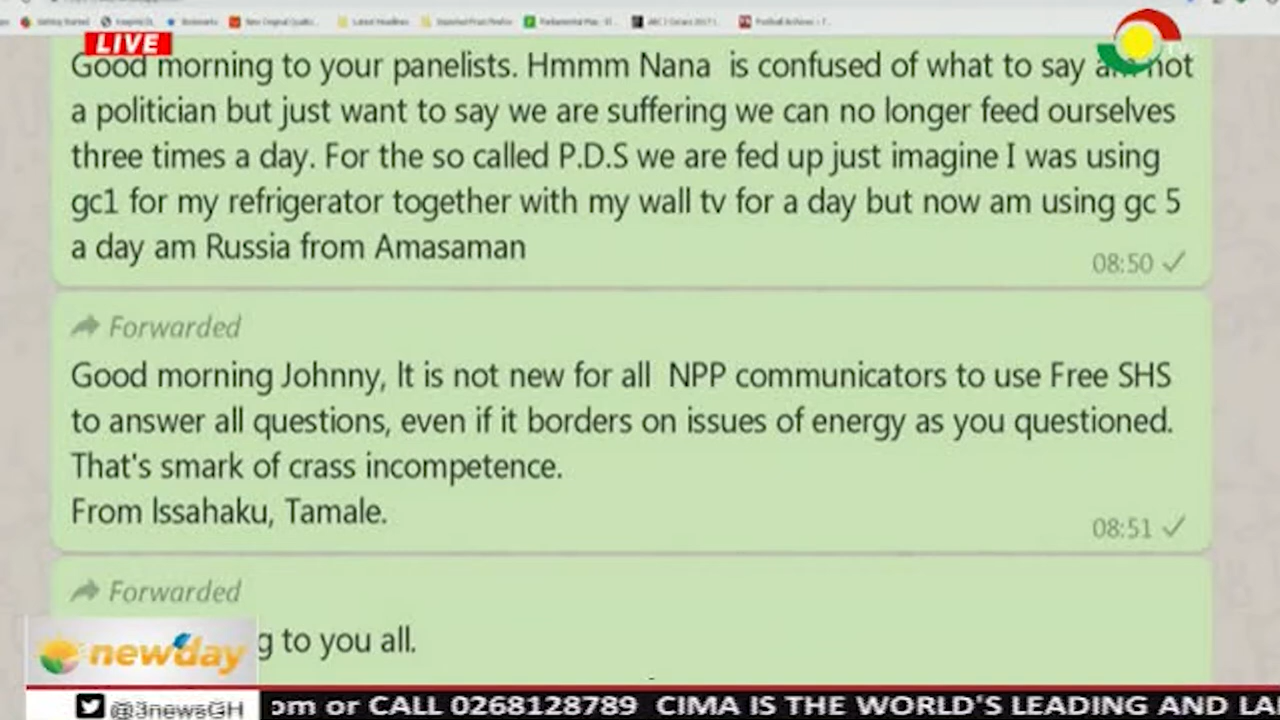 LIVE
Good morning to your panelists. Hmmm Nana is confused of what to say am not
a politician but just want to say we are suffering we can no longer feed ourselves
three times a day. For the so called P.D.S we are fed up just imagine I was using
gc1 for my refrigerator together with my wall tv for a day but now am using gc 5
a day am Russia from Amasaman
08:50
Forwarded
Good morning Johnny, It is not new for all NPP communicators to use Free SHS
to answer all questions, even if it borders on issues of energy as you questioned.
That's smark of crass incompetence.
From Issahaku, Tamale.
08:51
Forwarded
g to you all.
newday
@3newsGH
om or CALL 0268128789 CIMA IS THE WORLD'S LEADING AND LA